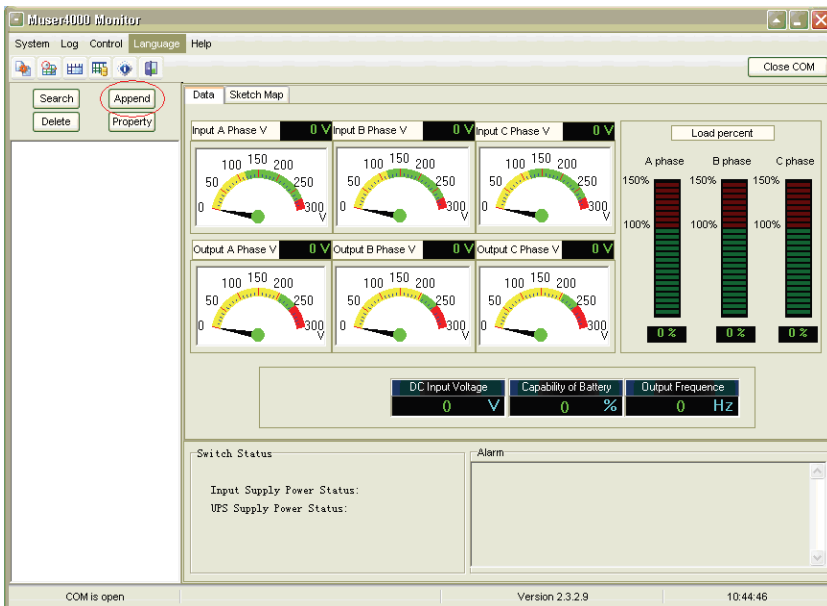 Muser4000 Monitor
System Log Control Language Help
Close COM
Search Append
Delete Property
Data Sketch Map
Input A Phase V 0 V Input B Phase V 0 V Input C Phase V 0 V
0 50 100 150 200 250 300 V
0 50 100 150 200 250 300 V
0 50 100 150 200 250 300 V
Output A Phase V 0 V Output B Phase V 0 V Output C Phase V 0 V
0 50 100 150 200 250 300 V
0 50 100 150 200 250 300 V
0 50 100 150 200 250 300 V
Load percent
A phase B phase C phase
150% 150% 150%
100% 100% 100%
0 % 0 % 0 %
DC Input Voltage Capability of Battery Output Frequence
0 V 0 % 0 Hz
Switch Status
Input Supply Power Status:
UPS Supply Power Status:
Alarm
COM is open Version 2.3.2.9 10:44:46